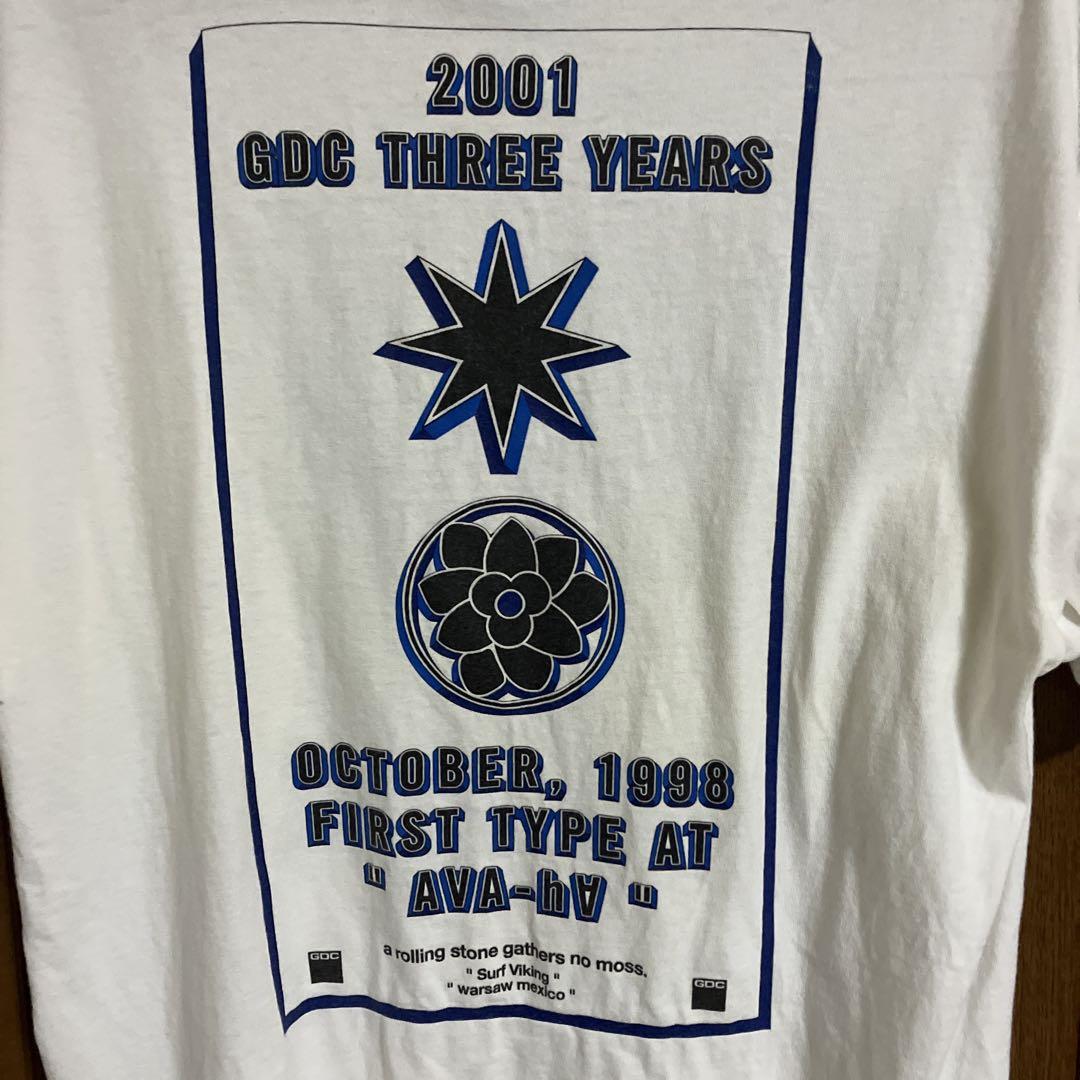 2001
GDC THREE YEARS
OCTOBER, 1998
FIRST TYPE AT
" AVA-h∀ "
a rolling stone gathers no moss.
" Surf Viking "
" warsaw mexico "
GDC
GDC